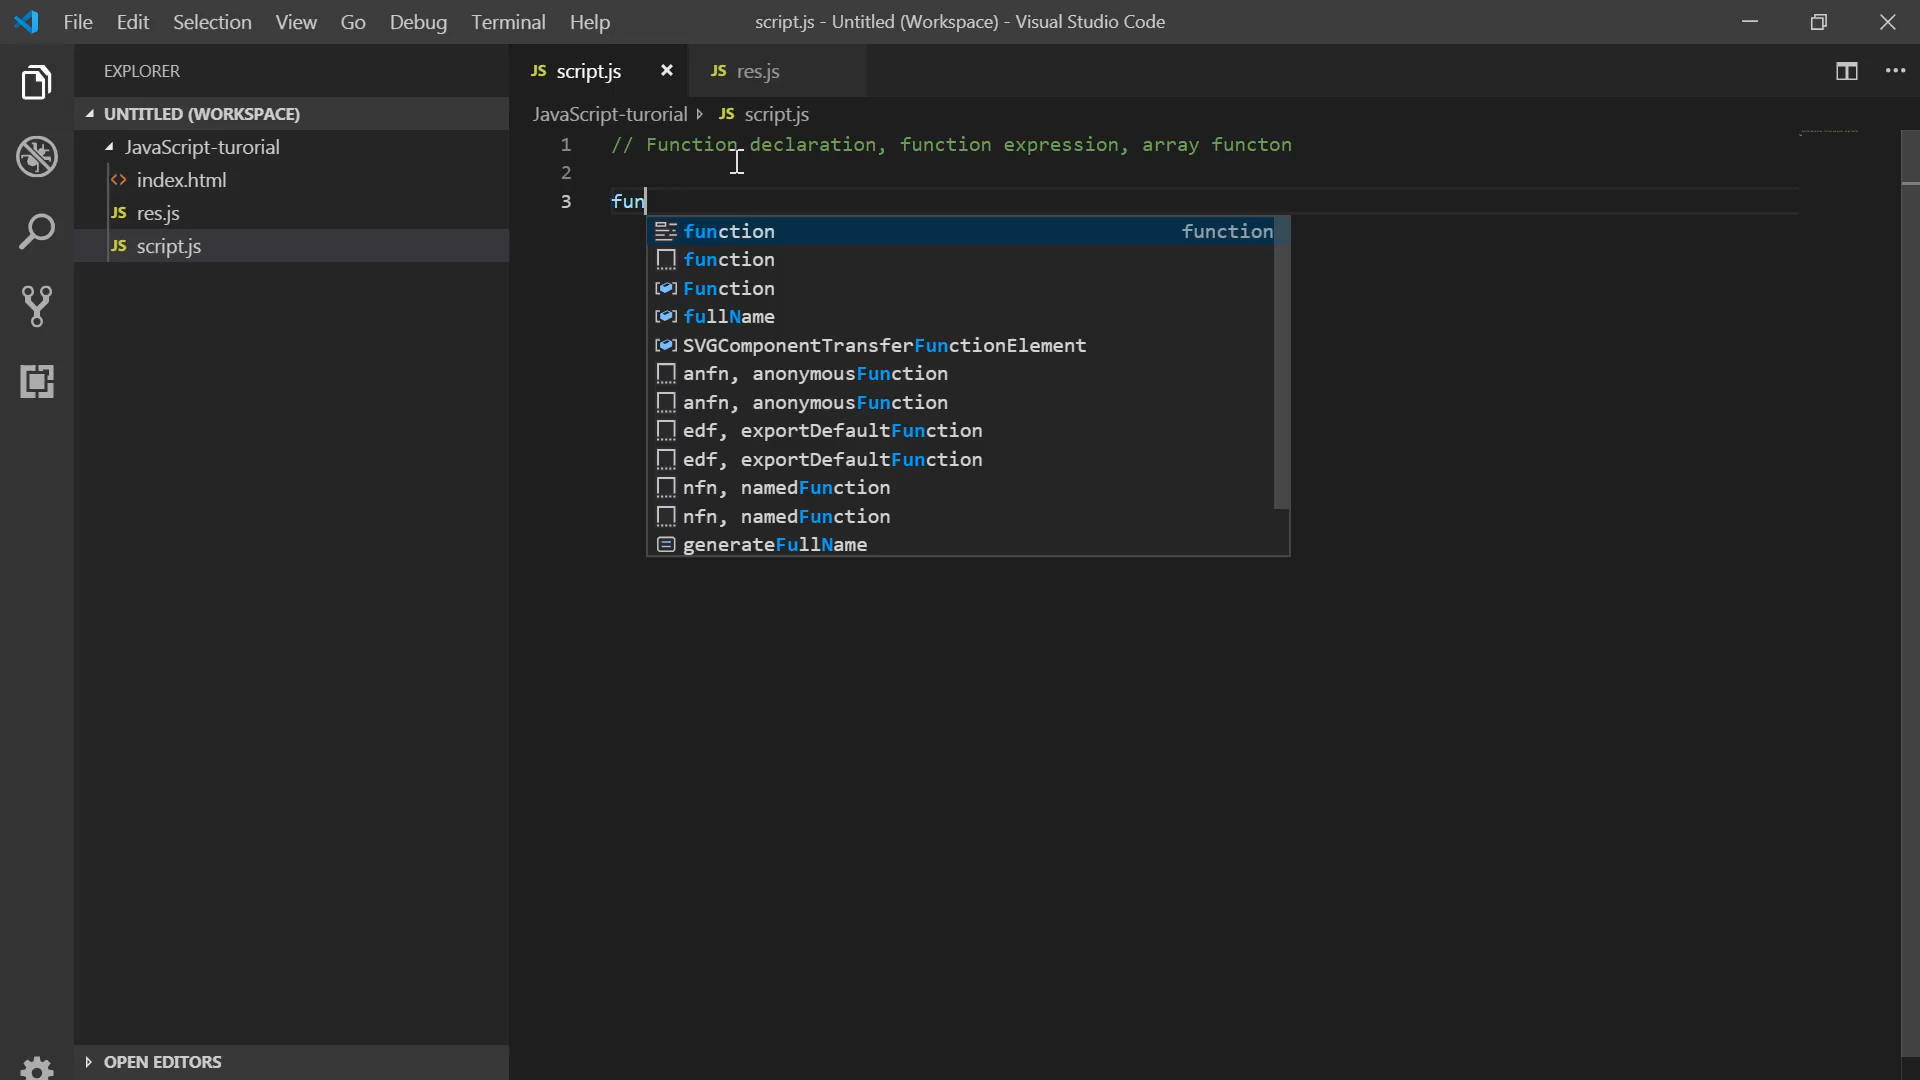 File Edit Selection View Go Debug Terminal Help script.js - Untitled (Workspace) - Visual Studio Code
EXPLORER
UNTITLED (WORKSPACE)
JavaScript-turorial
<> index.html
JS res.js
JS script.js
OPEN EDITORS
JS script.js × JS res.js
JavaScript-turorial JS script.js
1 // Function declaration, function expression, array functon
2
3 fun
function function
function
Function
fullName
SVGComponentTransferFunctionElement
anfn, anonymousFunction
anfn, anonymousFunction
edf, exportDefaultFunction
edf, exportDefaultFunction
nfn, namedFunction
nfn, namedFunction
generateFullName